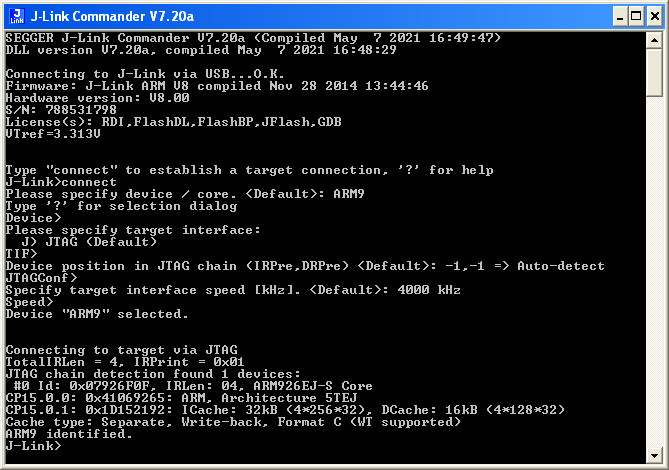 J-Link Commander V7.20a
SEGGER J-Link Commander V7.20a (Compiled May  7 2021 16:49:47)
DLL version V7.20a, compiled May  7 2021 16:48:29
Connecting to J-Link via USB...O.K.
Firmware: J-Link ARM V8 compiled Nov 28 2014 13:44:46
Hardware version: V8.00
S/N: 788531798
License(s): RDI,FlashDL,FlashBP,JFlash,GDB
VTref=3.313V
Type "connect" to establish a target connection, '?' for help
J-Link>connect
Please specify device / core. <Default>: ARM9
Type '?' for selection dialog
Device>
Please specify target interface:
  J) JTAG (Default)
TIF>
Device position in JTAG chain (IRPre,DRPre) <Default>: -1,-1 => Auto-detect
JTAGConf>
Specify target interface speed [kHz]. <Default>: 4000 kHz
Speed>
Device "ARM9" selected.
Connecting to target via JTAG
TotalIRLen = 4, IRPrint = 0x01
JTAG chain detection found 1 devices:
 #0 Id: 0x07926F0F, IRLen: 04, ARM926EJ-S Core
CP15.0.0: 0x41069265: ARM, Architecture 5TEJ
CP15.0.1: 0x1D152192: ICache: 32kB (4*256*32), DCache: 16kB (4*128*32)
Cache type: Separate, Write-back, Format C (WT supported)
ARM9 identified.
J-Link>